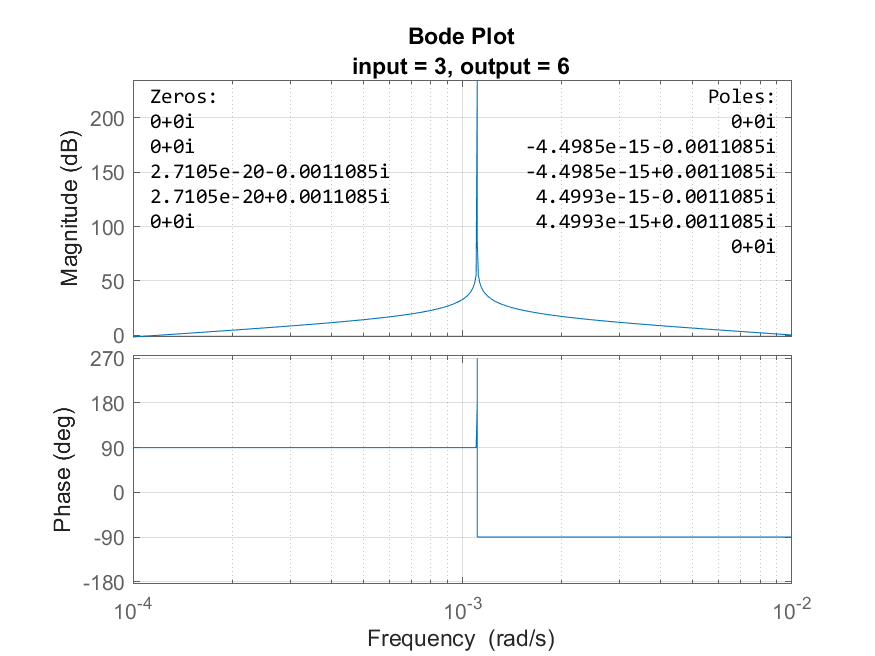 Bode Plot
input = 3, output = 6
Zeros:
0+0i
0+0i
2.7105e-20-0.0011085i
2.7105e-20+0.0011085i
0+0i
Poles:
0+0i
-4.4985e-15-0.0011085i
-4.4985e-15+0.0011085i
4.4993e-15-0.0011085i
4.4993e-15+0.0011085i
0+0i
Magnitude (dB)
200
150
100
50
0
Phase (deg)
270
180
90
0
-90
-180
10-4
10-3
10-2
Frequency (rad/s)